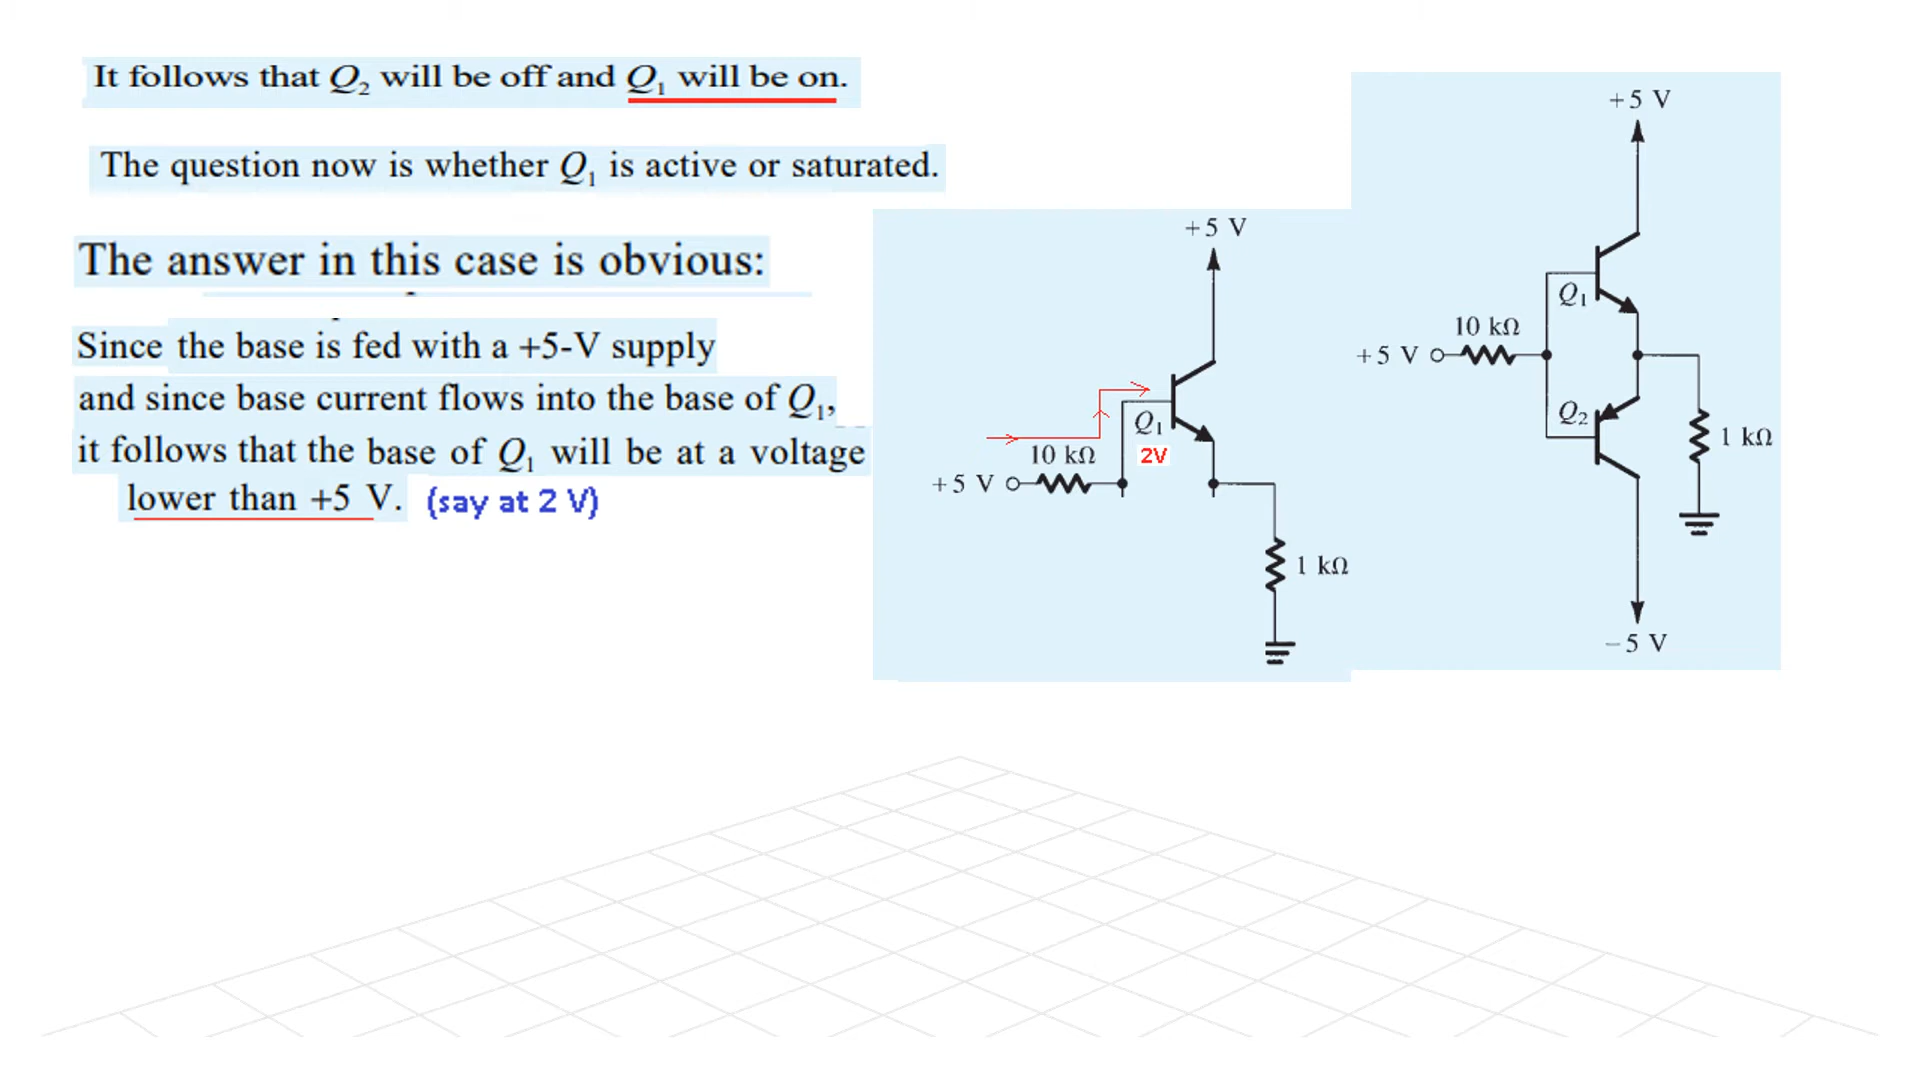 It follows that Q₂ will be off and Q₁ will be on.
The question now is whether Q₁ is active or saturated.
The answer in this case is obvious:
Since the base is fed with a +5-V supply
and since base current flows into the base of Q₁,
it follows that the base of Q₁ will be at a voltage
lower than +5 V. (say at 2 V)
+5 V
Q₁
2V
10 kΩ
+5 V
1 kΩ
+5 V
Q₁
10 kΩ
+5 V
Q₂
1 kΩ
−5 V